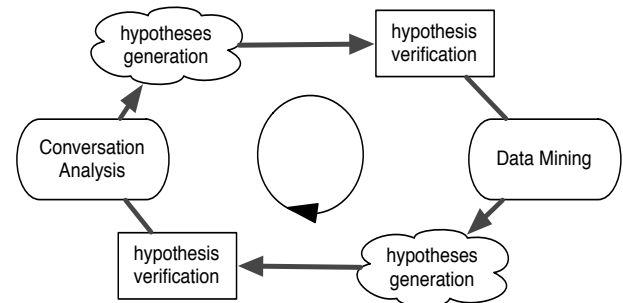 hypotheses
generation
hypothesis
verification
Conversation
Analysis
Data Mining
hypothesis
verification
hypotheses
generation